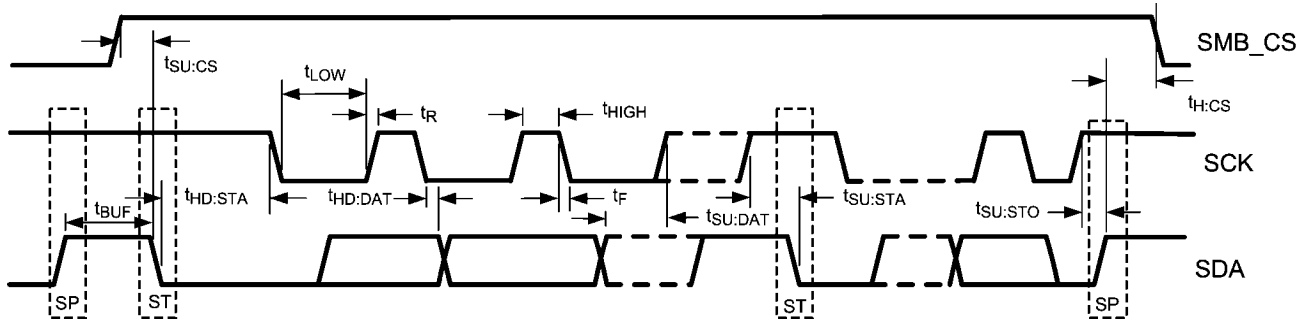 SMB_CS
tSU:CS
tLOW
tR
tHIGH
tH:CS
SCK
tHD:STA
tHD:DAT
tF
tSU:DAT
tSU:STA
tSU:STO
tBUF
SDA
SP
ST
ST
SP